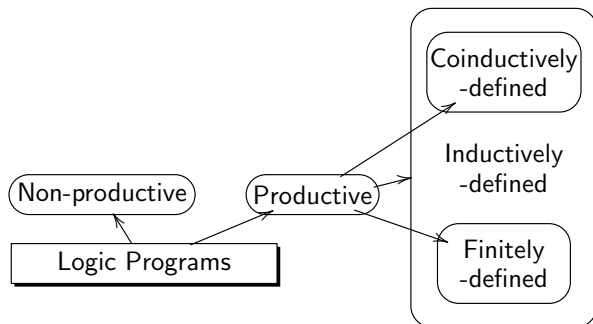 Coinductively
-defined
Inductively
-defined
Non-productive
Productive
Finitely
-defined
Logic Programs